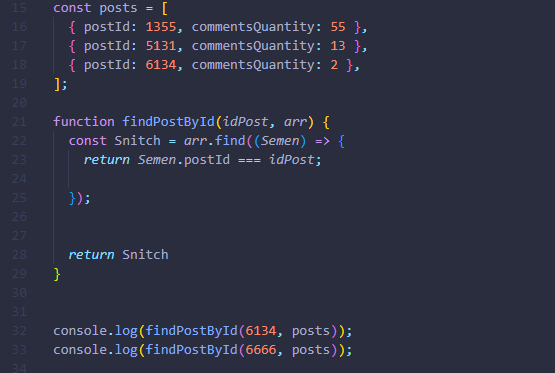 15 const posts = [
16 { postId: 1355, commentsQuantity: 55 },
17 { postId: 5131, commentsQuantity: 13 },
18 { postId: 6134, commentsQuantity: 2 },
19 ];
20
21 function findPostById(idPost, arr) {
22 const Snitch = arr.find((Semen) => {
23 return Semen.postId === idPost;
24
25 });
26
27
28 return Snitch
29 }
30
31
32 console.log(findPostById(6134, posts));
33 console.log(findPostById(6666, posts));
34